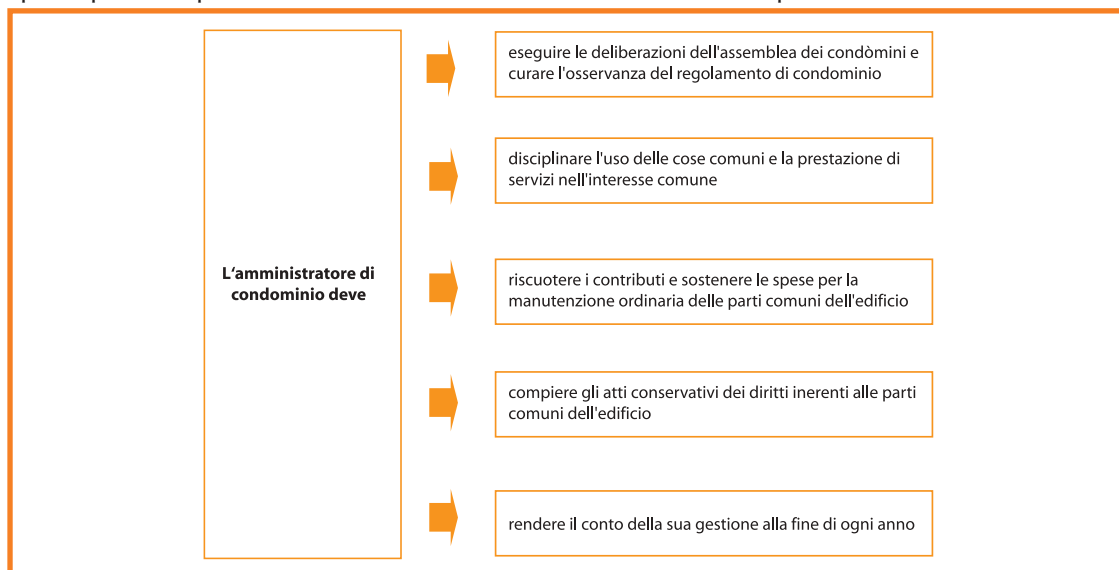 eseguire le deliberazioni dell'assemblea dei condòmini e
curare l'osservanza del regolamento di condominio
disciplinare l'uso delle cose comuni e la prestazione di
servizi nell'interesse comune
L'amministratore di
condominio deve
riscuotere i contributi e sostenere le spese per la
manutenzione ordinaria delle parti comuni dell'edificio
compiere gli atti conservativi dei diritti inerenti alle parti
comuni dell'edificio
rendere il conto della sua gestione alla fine di ogni anno